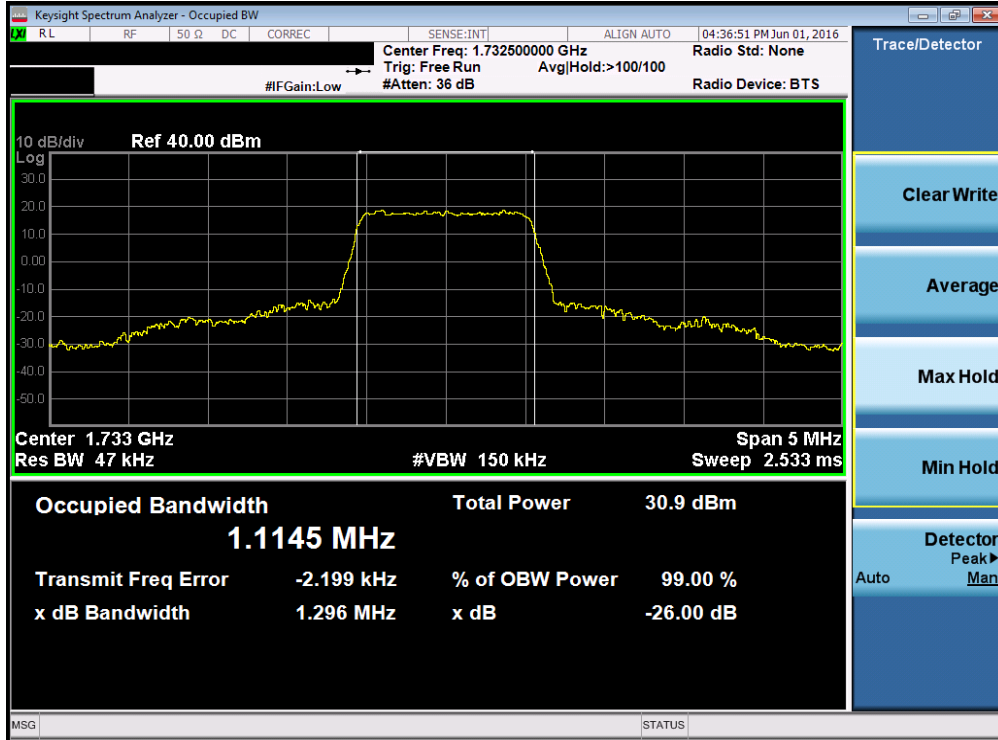 Keysight Spectrum Analyzer - Occupied BW
LXI RL RF 50 Ω DC CORREC SENSE:INT ALIGN AUTO 04:36:51 PM Jun 01, 2016
Center Freq: 1.732500000 GHz Radio Std: None
Trig: Free Run Avg|Hold:>100/100
#IFGain:Low #Atten: 36 dB Radio Device: BTS
Trace/Detector
10 dB/div Ref 40.00 dBm
Log
30.0
20.0
10.0
0.00
-10.0
-20.0
-30.0
-40.0
-50.0
Center 1.733 GHz Span 5 MHz
Res BW 47 kHz #VBW 150 kHz Sweep 2.533 ms
Occupied Bandwidth Total Power 30.9 dBm
1.1145 MHz
Transmit Freq Error -2.199 kHz % of OBW Power 99.00 %
x dB Bandwidth 1.296 MHz x dB -26.00 dB
Clear Write
Average
Max Hold
Min Hold
Detector
Peak▶
Auto Man
MSG STATUS